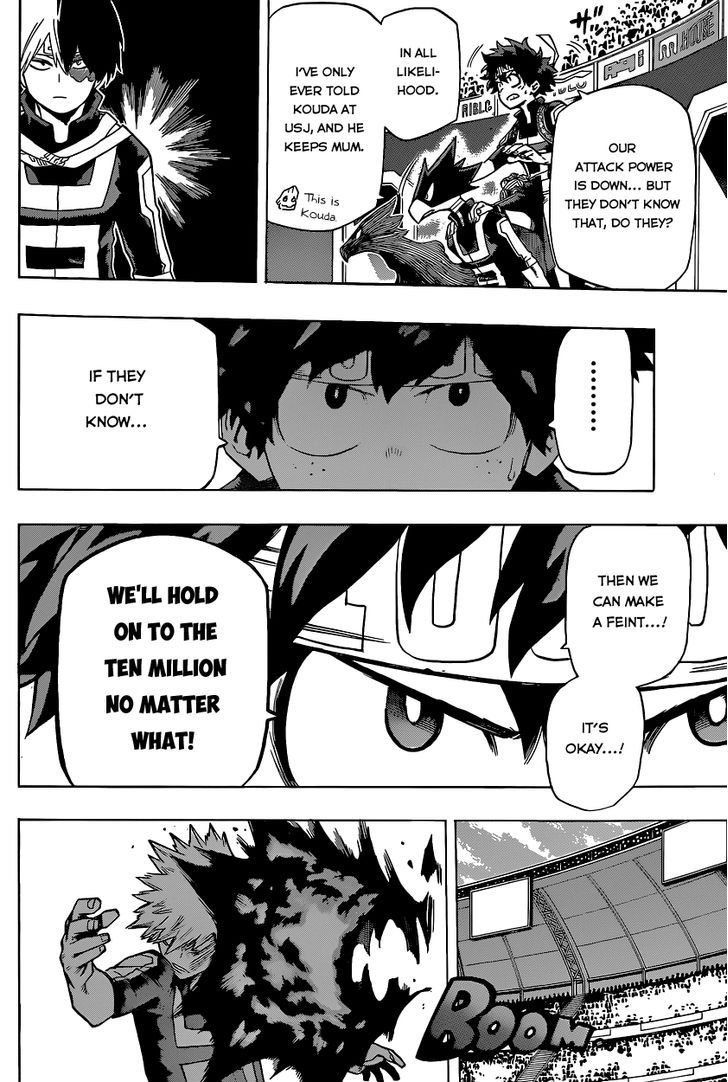 OUR
ATTACK POWER
IS DOWN... BUT
THEY DON'T KNOW
THAT, DO THEY?
IN ALL
LIKELI-
HOOD.
I'VE ONLY
EVER TOLD
KOUDA AT
USJ, AND HE
KEEPS MUM.
This is
Kouda.
HOUSE
RIBLG
.........
IF THEY
DON'T
KNOW...
THEN WE
CAN MAKE
A FEINT...!
IT'S
OKAY...!
WE'LL HOLD
ON TO THE
TEN MILLION
NO MATTER
WHAT!
BOOM